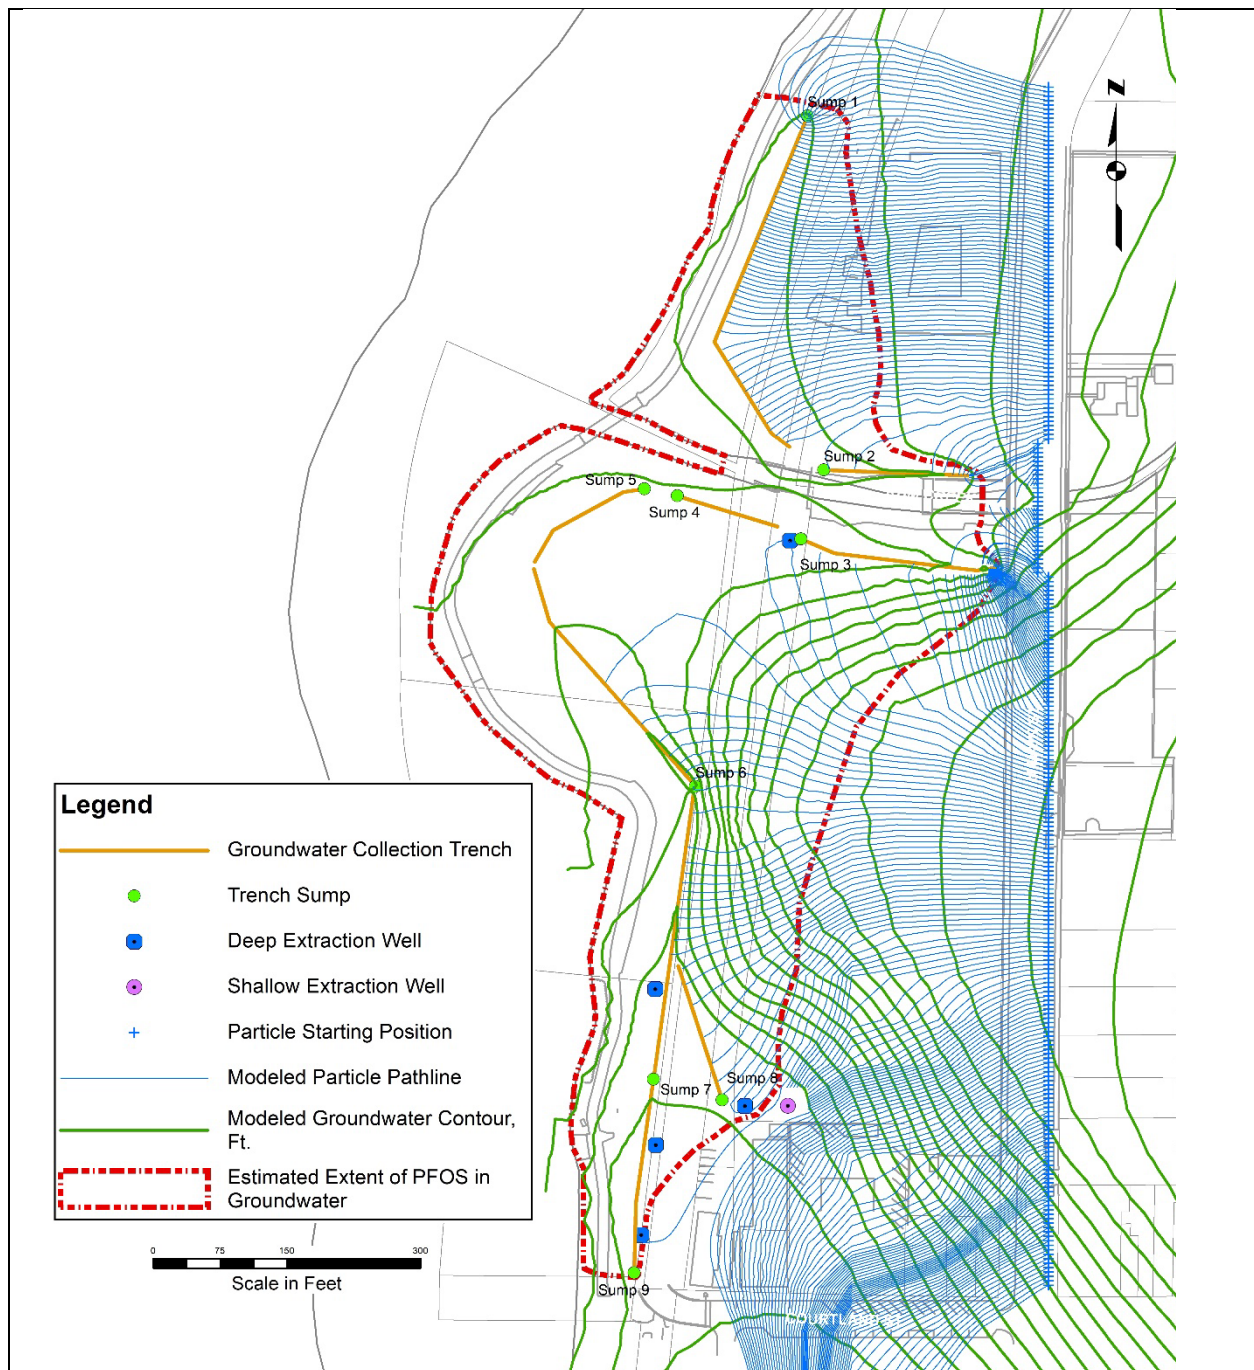 Z
Sump 1
Sump 2
Sump 5
Sump 4
Sump 3
Sump 6
Legend
Groundwater Collection Trench
Trench Sump
Deep Extraction Well
Shallow Extraction Well
Particle Starting Position
Modeled Particle Pathline
Modeled Groundwater Contour,
Ft.
Estimated Extent of PFOS in
Groundwater
Sump 8
Sump 7
0 75 150 300
Scale in Feet
Sump 9